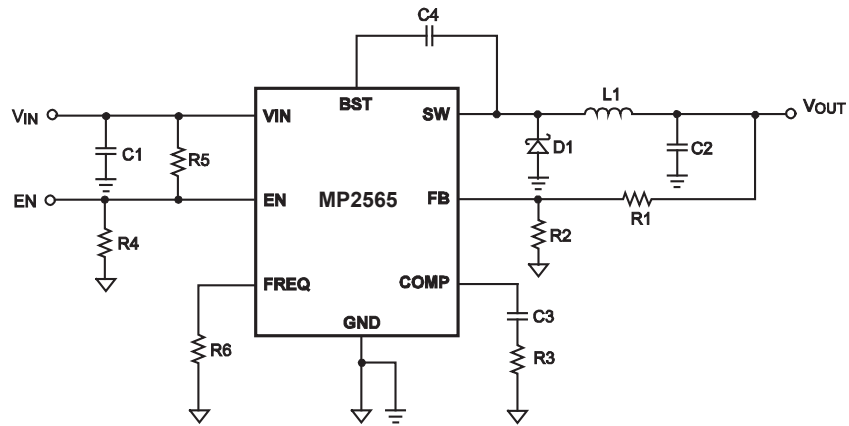 C4
VIN
VIN
BST
SW
L1
VOUT
C1
R5
D1
C2
EN
EN
MP2565
FB
R1
R4
R2
FREQ
COMP
GND
C3
R6
R3